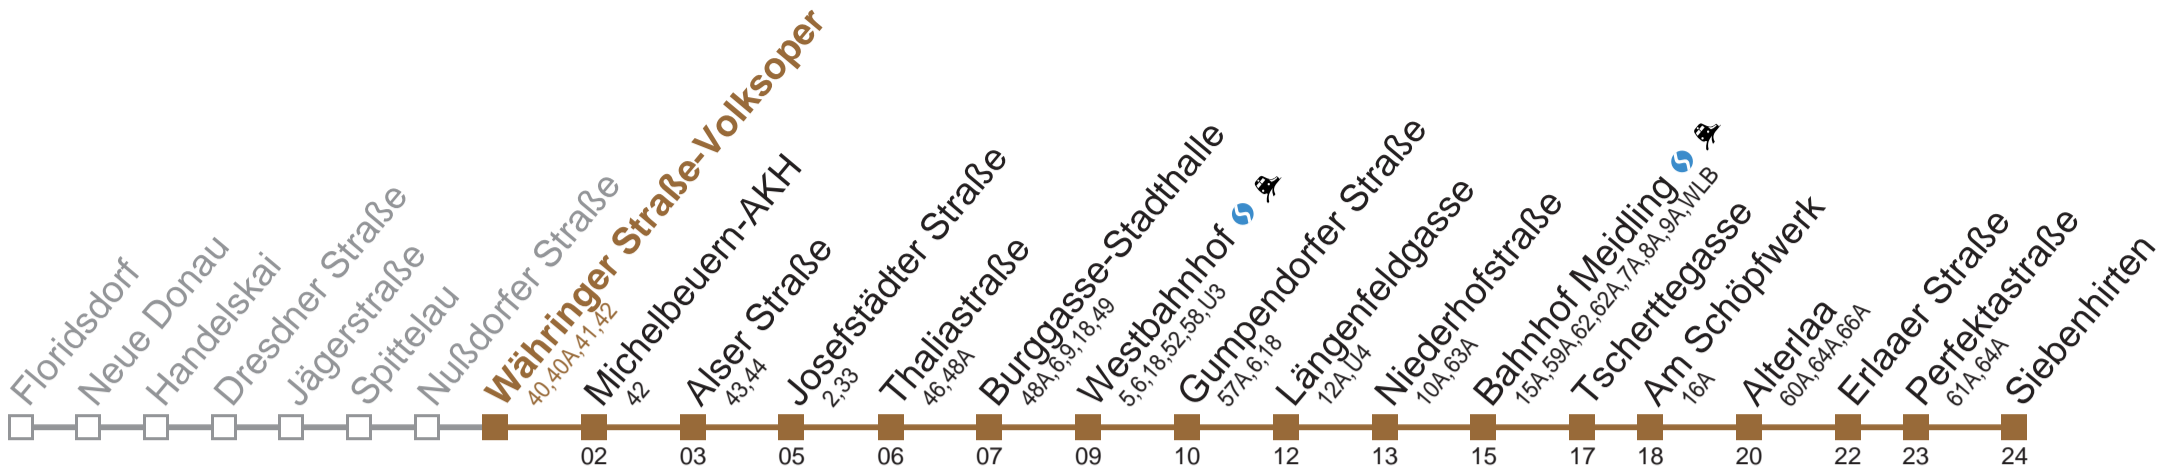 Floridsdorf
Neue Donau
Handelskai
Dresdner Straße
Jägerstraße
Spittelau
Nußdorfer Straße
Währinger Straße-Volksoper
40,40A,41,42
Michelbeuern-AKH
42
Alser Straße
43,44
Josefstädter Straße
2,33
Thaliastraße
46,48A
Burggasse-Stadthalle
48A,6,9,18,49
Westbahnhof
5,6,18,52,58,U3
Gumpendorfer Straße
57A,6,18
Längenfeldgasse
12A,U4
Niederhofstraße
10A,63A
Bahnhof Meidling
15A,59A,62,62A,7A,8A,9A,WLB
Tscherttegasse
Am Schöpfwerk
16A
Alterlaa
60A,64A,66A
Erlaaer Straße
Perfektastraße
61A,64A
Siebenhirten
02 03 05 06 07 09 10 12 13 15 17 18 20 22 23 24